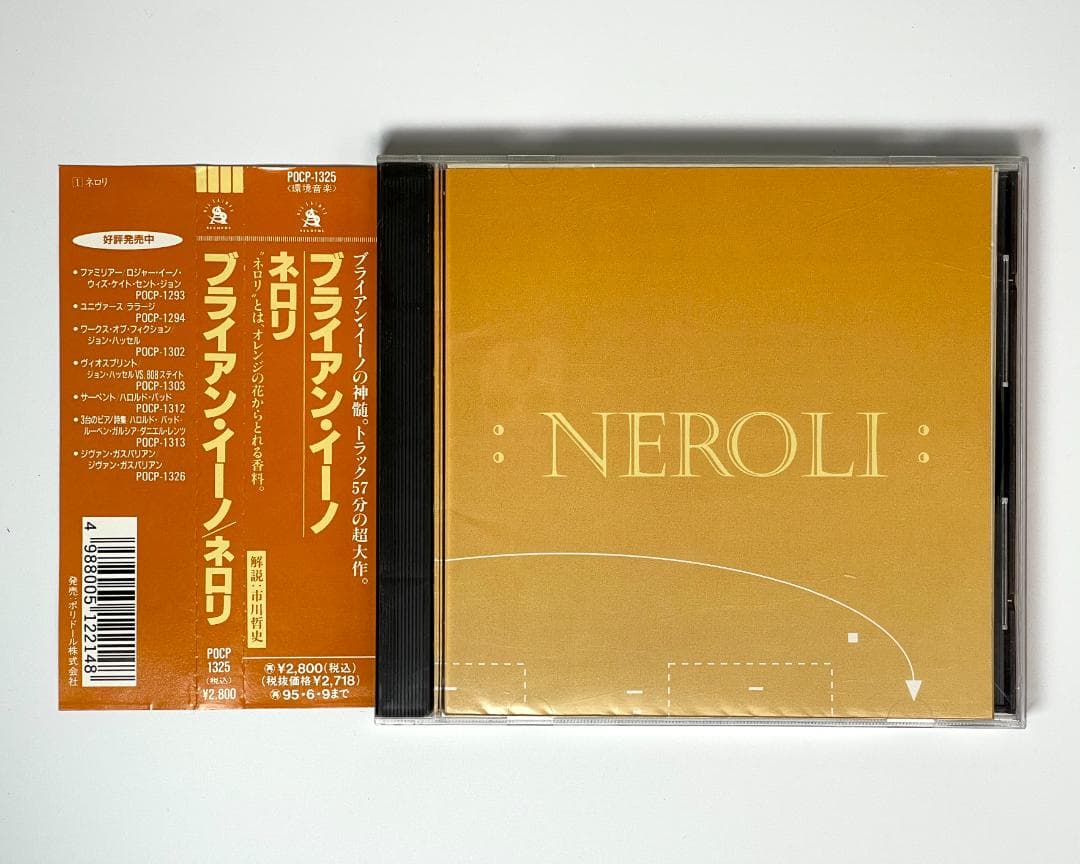 ① ネロリ
好評発売中
●ファミリアー/ロジャー・イーノ・
ウィズ・ケイト・セント・ジョン
POCP-1293
●ユニヴァース/ララージ
POCP-1294
●ワークス・オブ・フィクション/
ジョン・ハッセル
POCP-1302
●ヴィオスプリント
ジョン・ハッセルVS.808ステイト
POCP-1303
●サーペント/ハロルド・バッド
POCP-1312
●3台のピアノ詩集/ハロルド・バッド・
ルーベン・ガルシア・ダニエル・レンツ
POCP-1313
●ジヴァン・ガスパリアン
ジヴァン・ガスパリアン
POCP-1326
4 988005 122148
発売:ポリドール株式会社
ブライアン・イーノ/ネロリ
POCP
1325
(税込)
¥2,800
POCP-1325
〈環境音楽〉
ブライアン・イーノの神髄。トラック57分の超大作。
ブライアン・イーノ
ネロリ
"ネロリ"とは、オレンジの花からとれる香料。
解説:市川哲史
㊢¥2,800(税込)
(税抜価格¥2,718)
㊢95・6・9まで
: NEROLI :